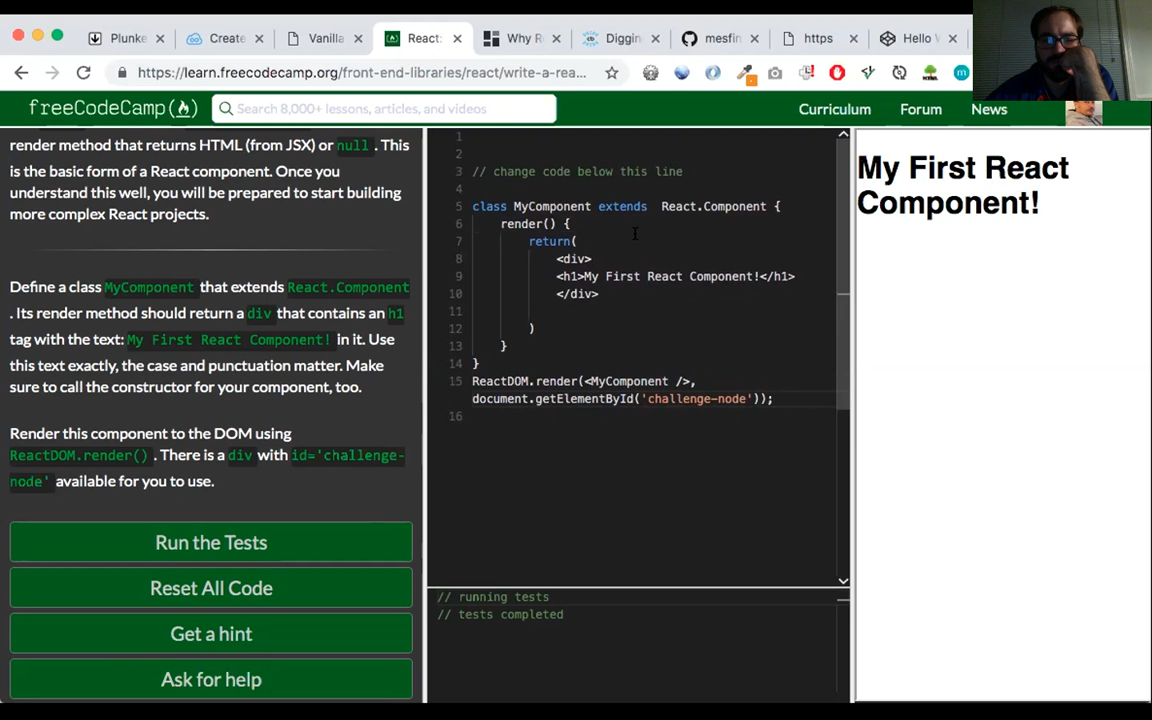 Plunke
Create
Vanilla
React:
Why R
Diggin
mesfin
https
Hello W
https://learn.freecodecamp.org/front-end-libraries/react/write-a-rea...
freeCodeCamp
Search 8,000+ lessons, articles, and videos
Curriculum
Forum
News
render method that returns HTML (from JSX) or null . This
is the basic form of a React component. Once you
understand this well, you will be prepared to start building
more complex React projects.
Define a class MyComponent that extends React.Component
. Its render method should return a div that contains an h1
tag with the text: My First React Component! in it. Use
this text exactly, the case and punctuation matter. Make
sure to call the constructor for your component, too.
Render this component to the DOM using
ReactDOM.render() . There is a div with id='challenge-
node' available for you to use.
Run the Tests
Reset All Code
Get a hint
Ask for help
1
2
3 // change code below this line
4
5 class MyComponent extends React.Component {
6 render() {
7 return(
8 <div>
9 <h1>My First React Component!</h1>
10 </div>
11
12 )
13 }
14 }
15 ReactDOM.render(<MyComponent />,
document.getElementById('challenge-node'));
16
// running tests
// tests completed
My First React
Component!